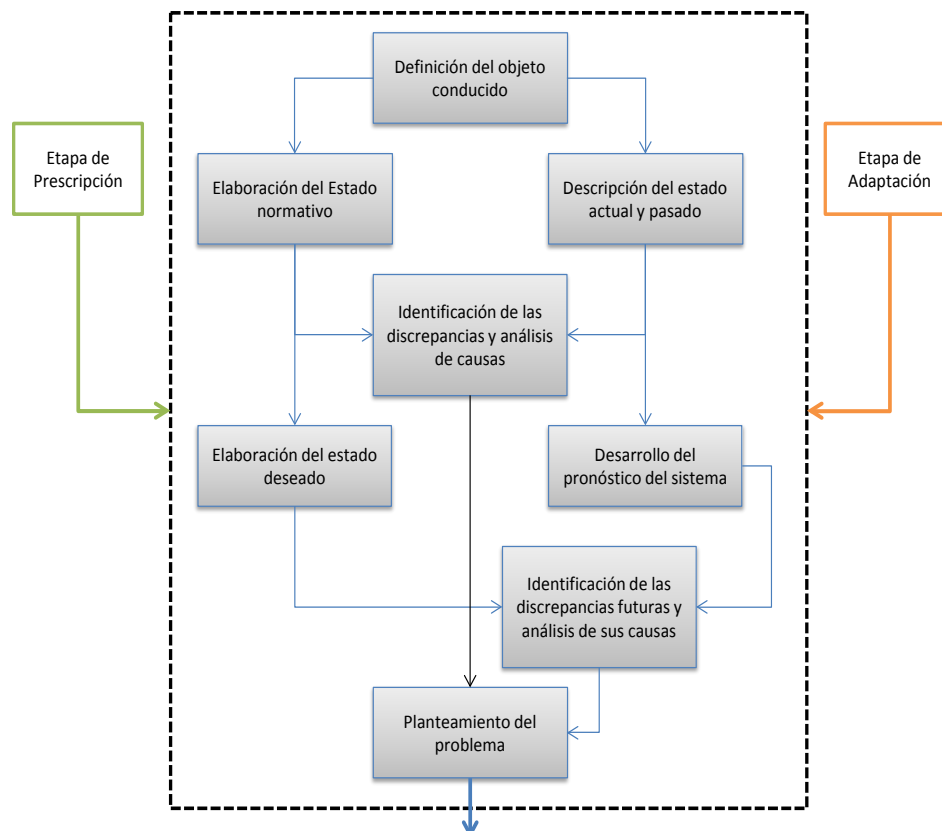 Definición del objeto
conducido
Etapa de
Prescripción
Elaboración del Estado
normativo
Descripción del estado
actual y pasado
Etapa de
Adaptación
Identificación de las
discrepancias y análisis
de causas
Elaboración del estado
deseado
Desarrollo del
pronóstico del sistema
Identificación de las
discrepancias futuras y
análisis de sus causas
Planteamiento del
problema